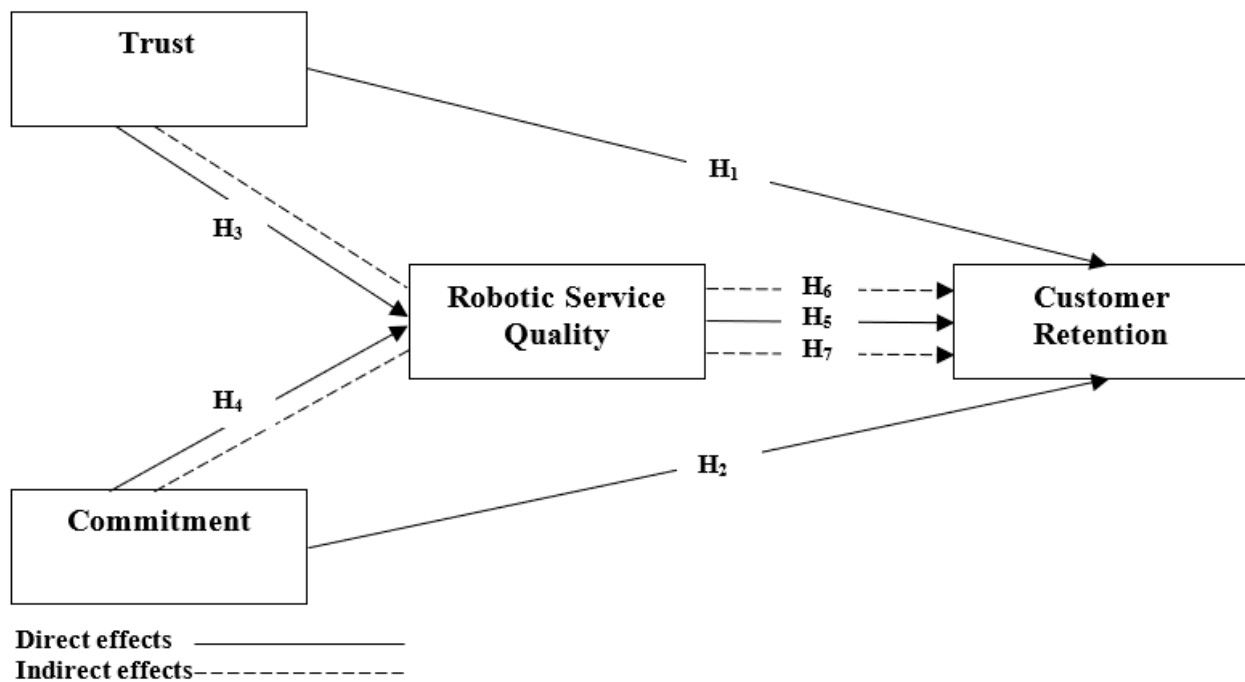 Trust
H₁
H₃
Robotic Service
Quality
H₆
H₅
H₇
Customer
Retention
H₄
H₂
Commitment
Direct effects
Indirect effects